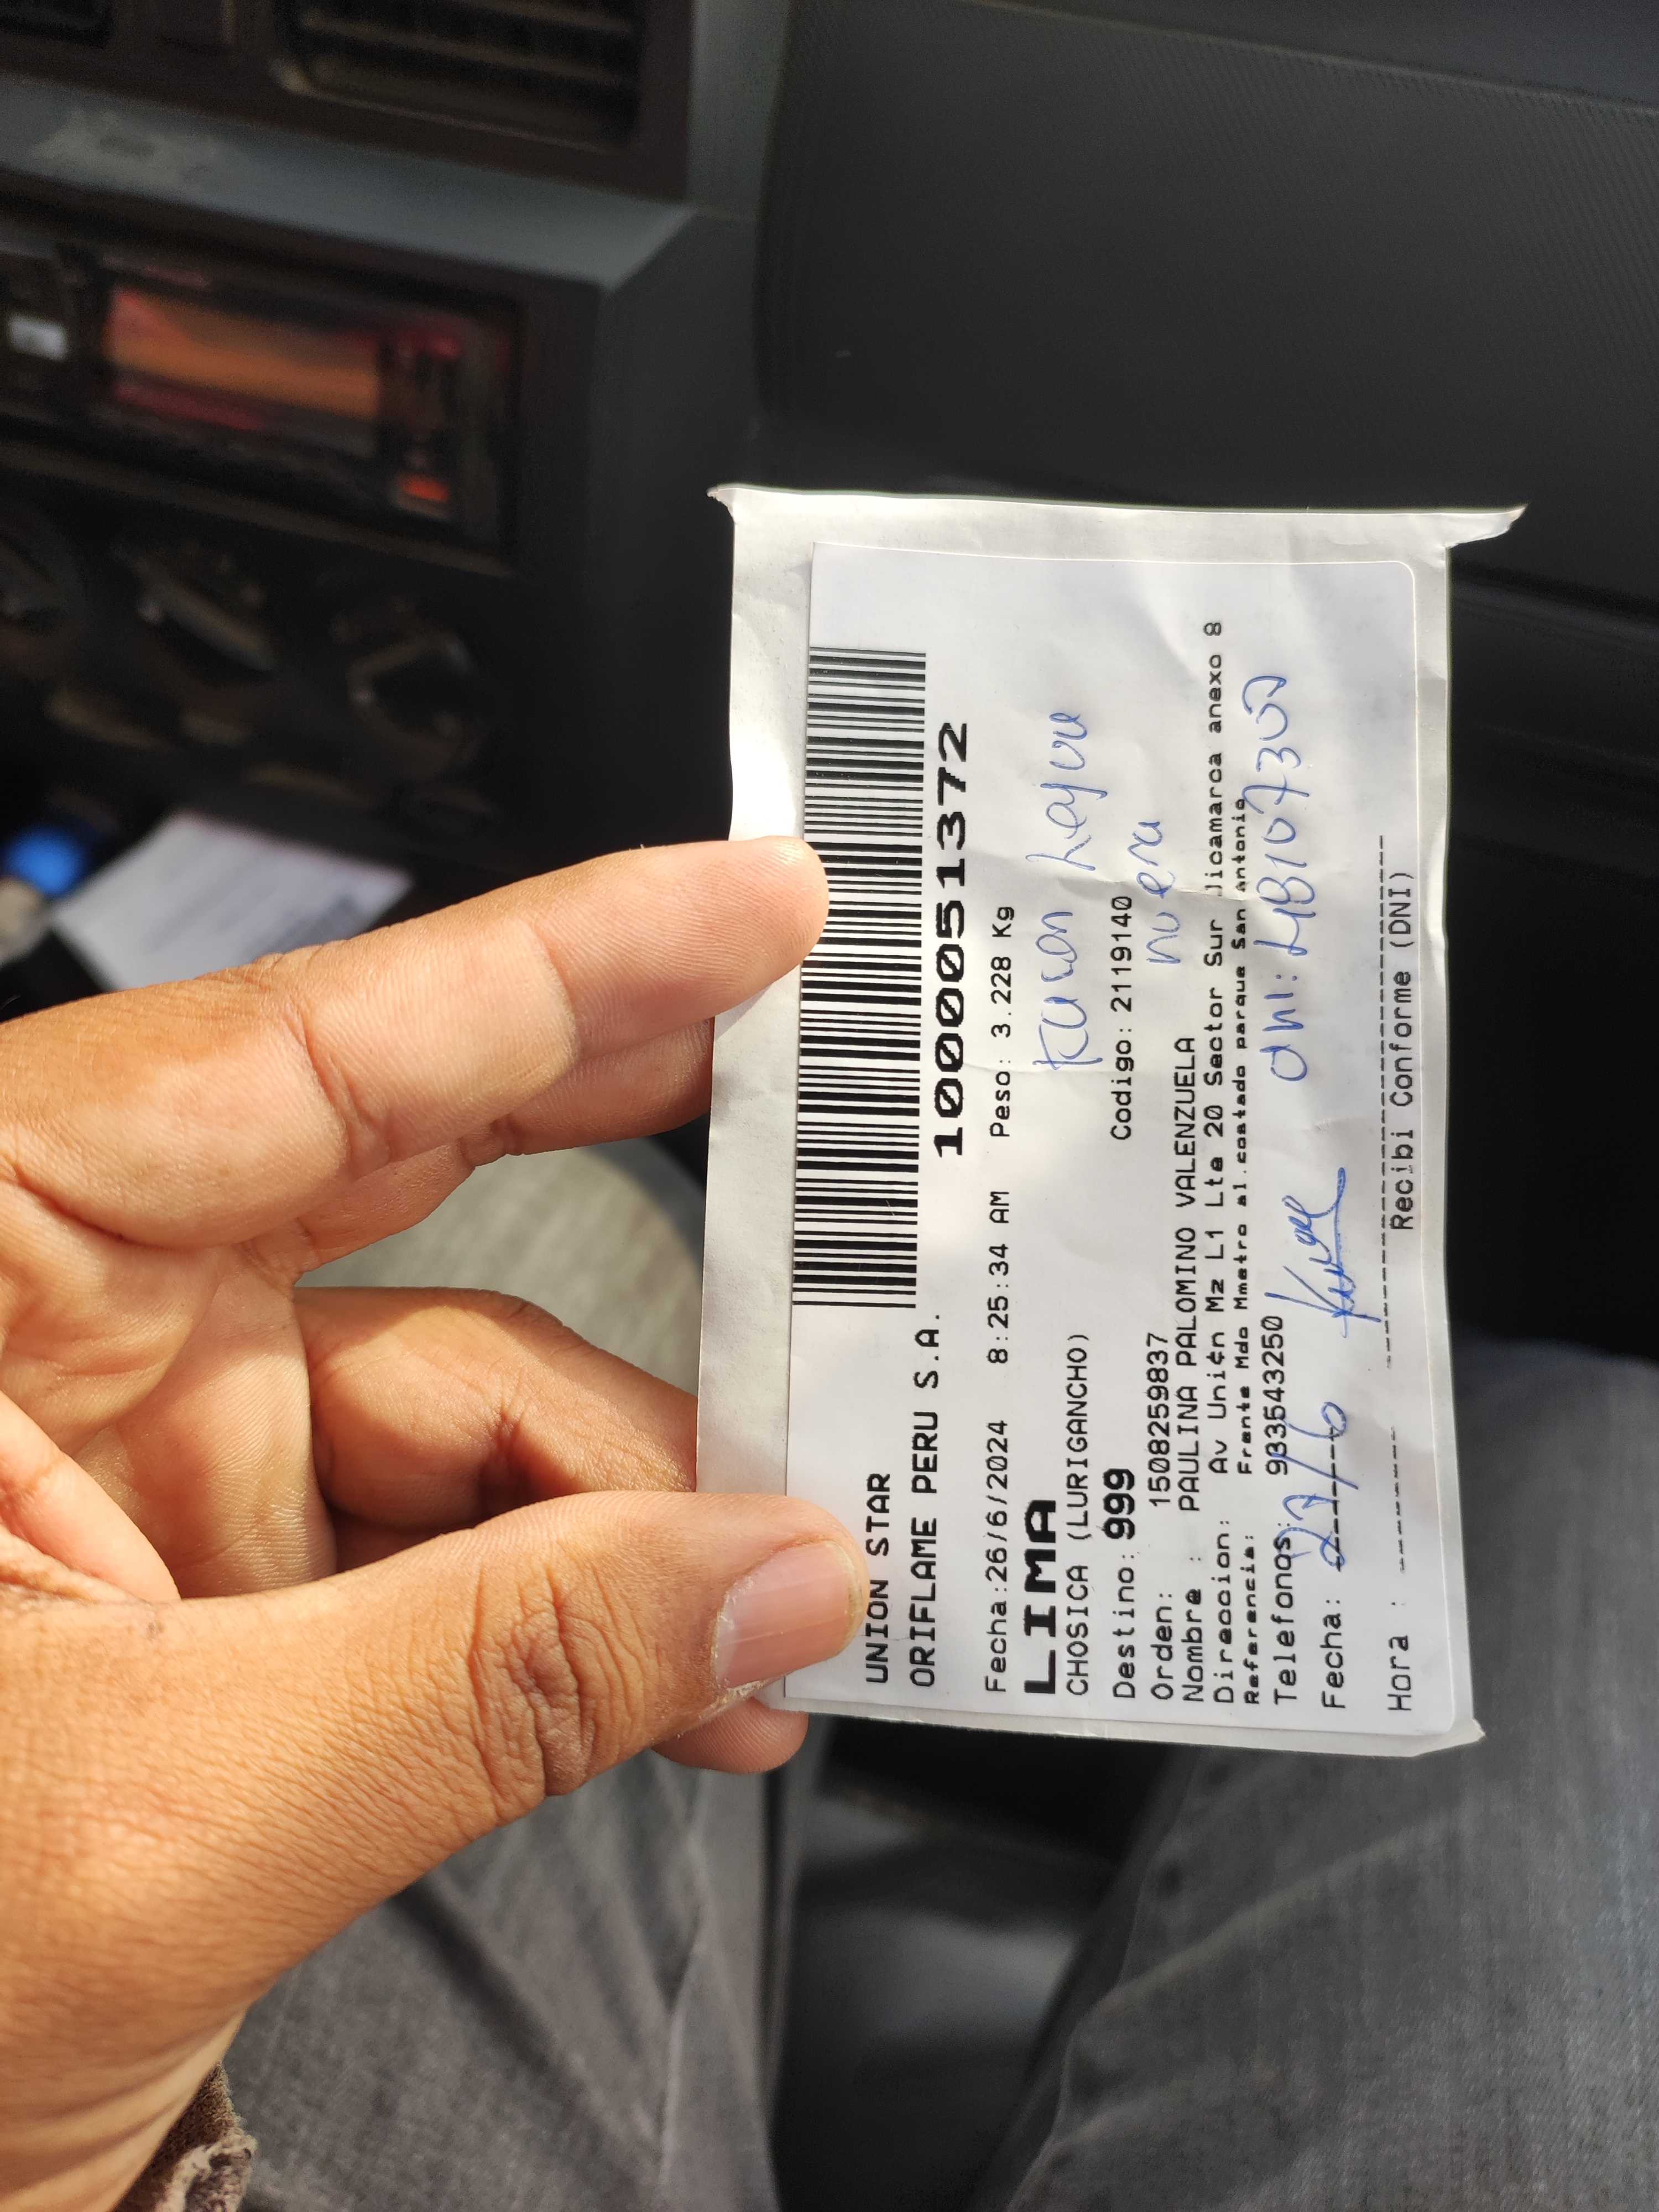 UNION STAR
ORIFLAME PERU S.A.
1000051372
Fecha:26/6/2024 8:25:34 AM Peso: 3.228 Kg
LIMA
CHOSICA (LURIGANCHO)
Destino: 999 Codigo: 2119140
nuera
Orden: 1508259837
Nombre : PAULINA PALOMINO VALENZUELA
Direccion: Av Uni¢n Mz L1 Lte 20 Sector Sur Jicamarca anexo 8
Referencia: Frente Mdo Mmetro al costado parque San Antonio
Telefonos: 933543250
Fecha: 27/6 DNI:
Hora :
Recibi Conforme (DNI)